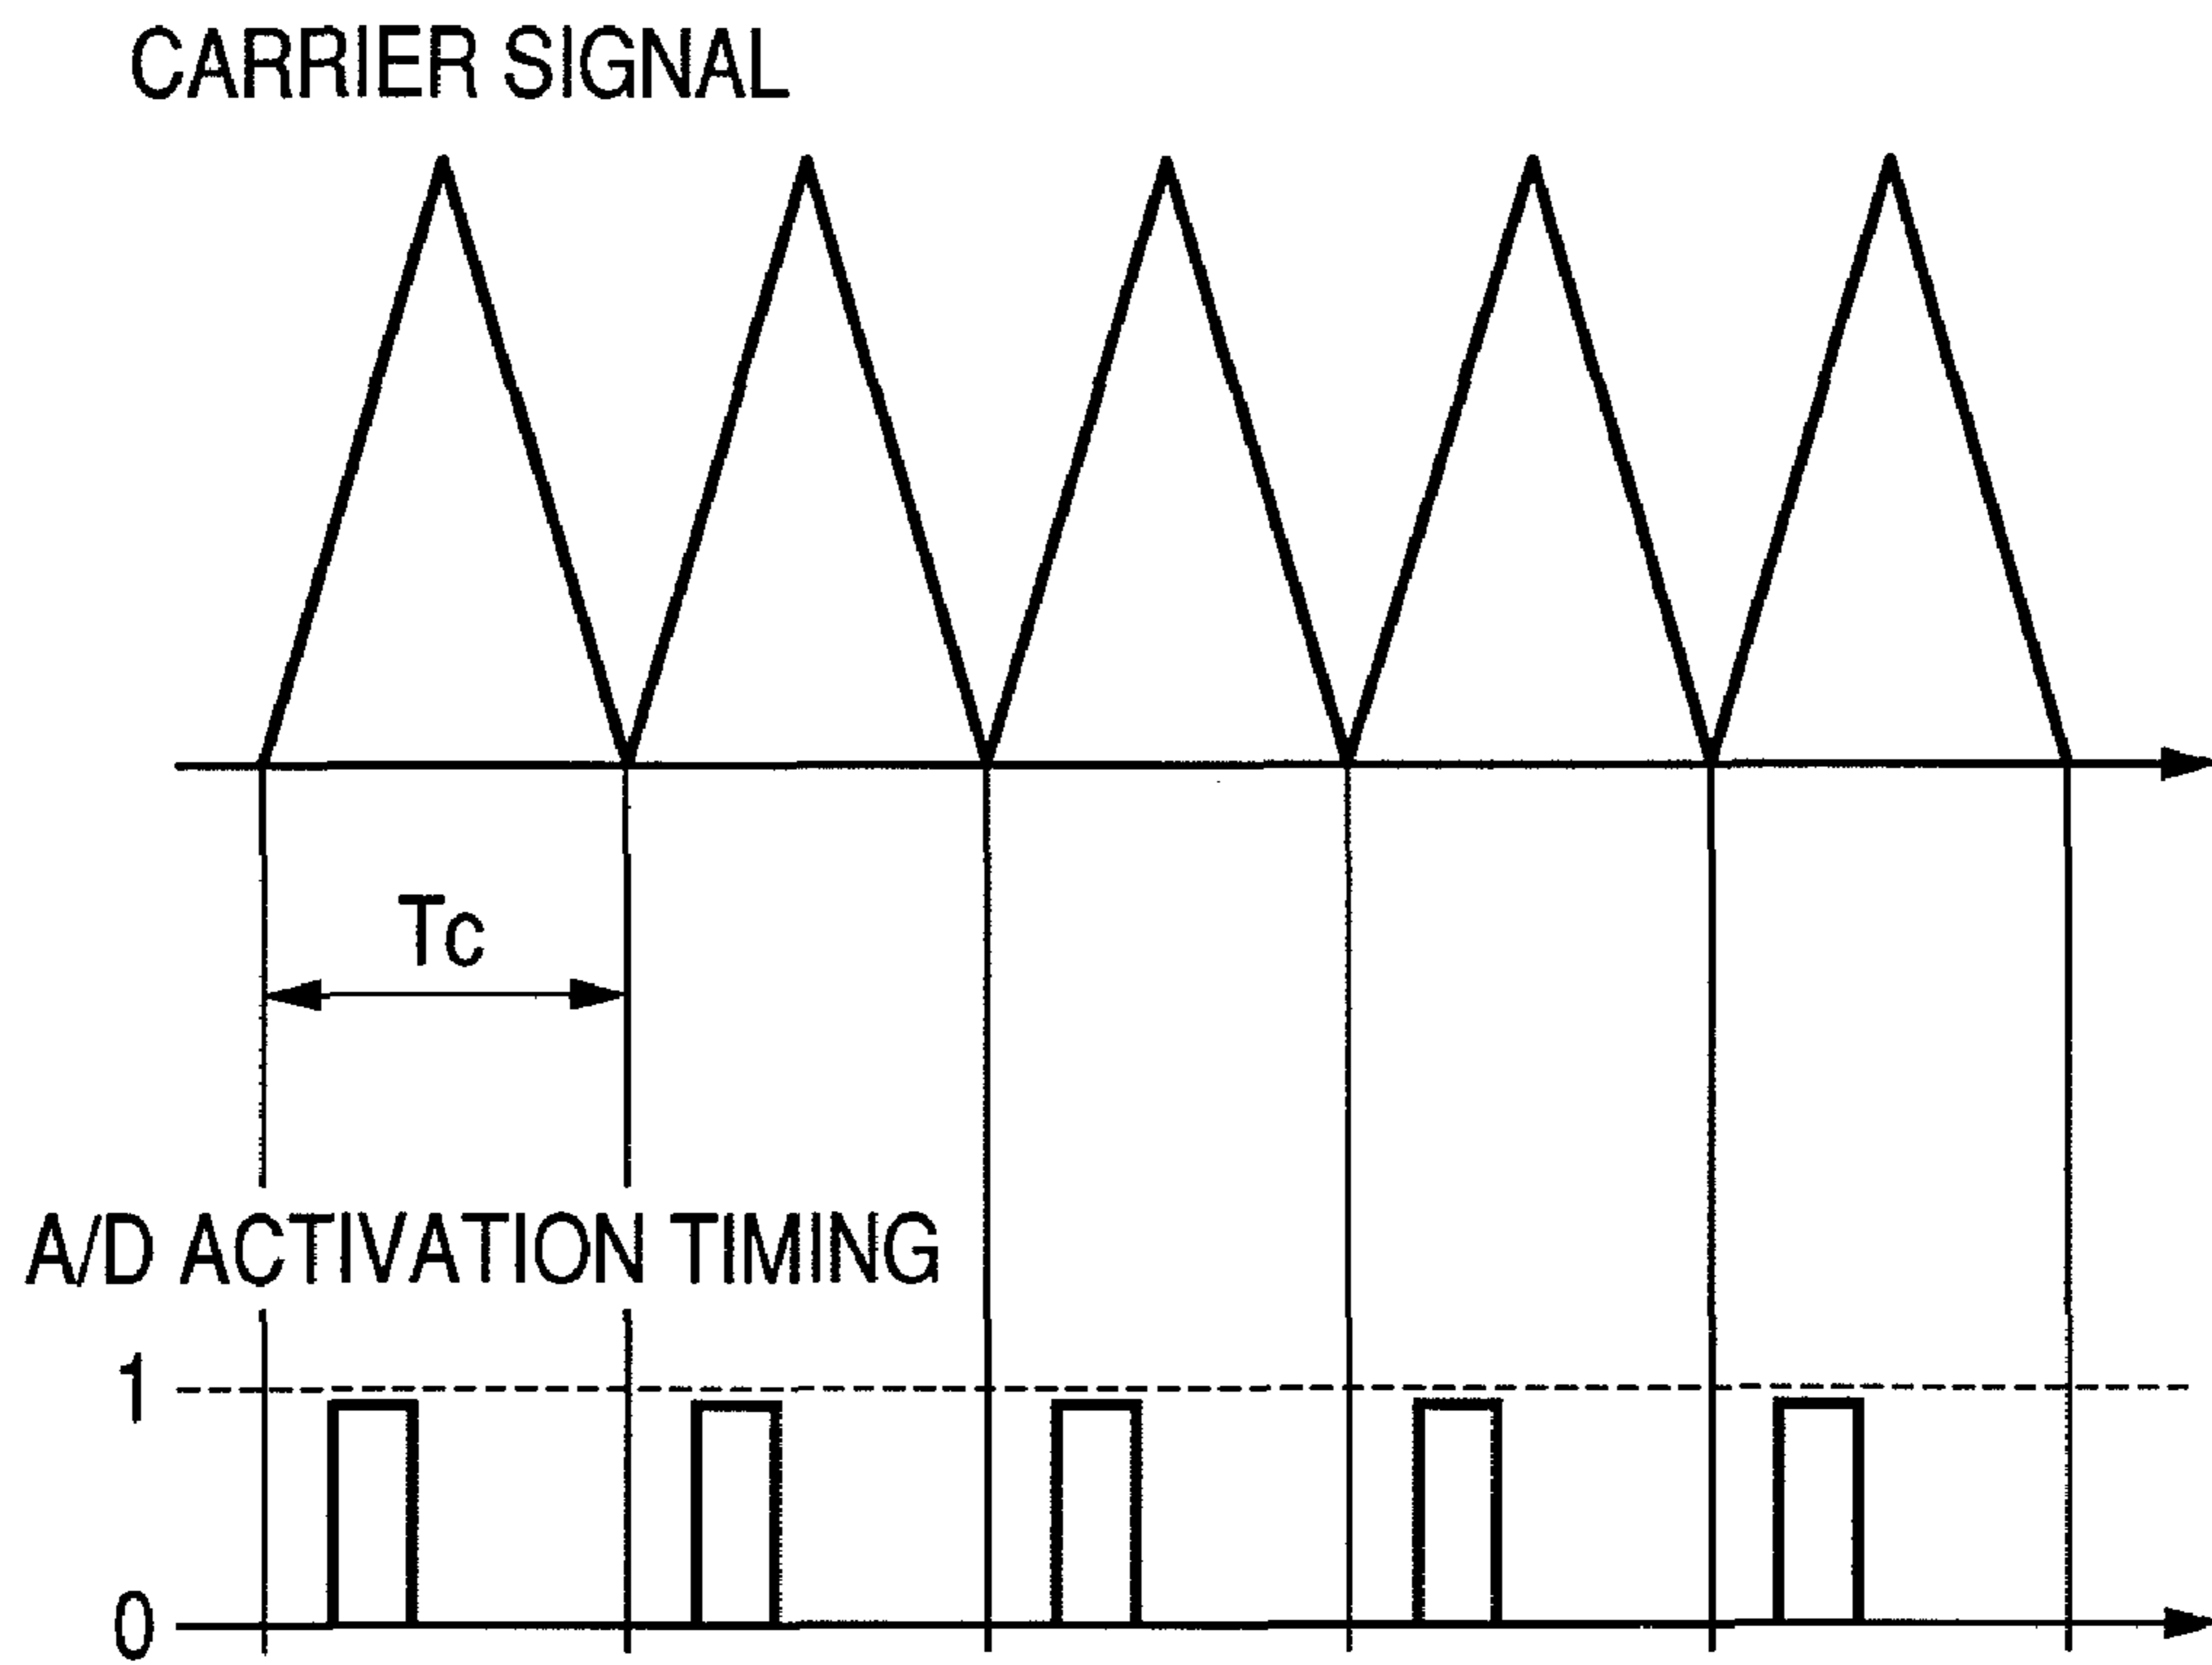 CARRIER SIGNAL
Tc
A/D ACTIVATION TIMING
1
0